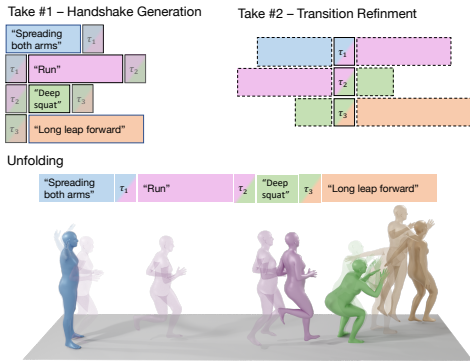 Take #1 – Handshake Generation
“Spreading
both arms”
τ1
τ1
“Run”
τ2
τ2
“Deep
squat”
τ3
τ3
“Long leap forward”
Take #2 – Transition Refinement
τ1
τ2
τ3
Unfolding
“Spreading
both arms”
τ1
“Run”
τ2
“Deep
squat”
τ3
“Long leap forward”